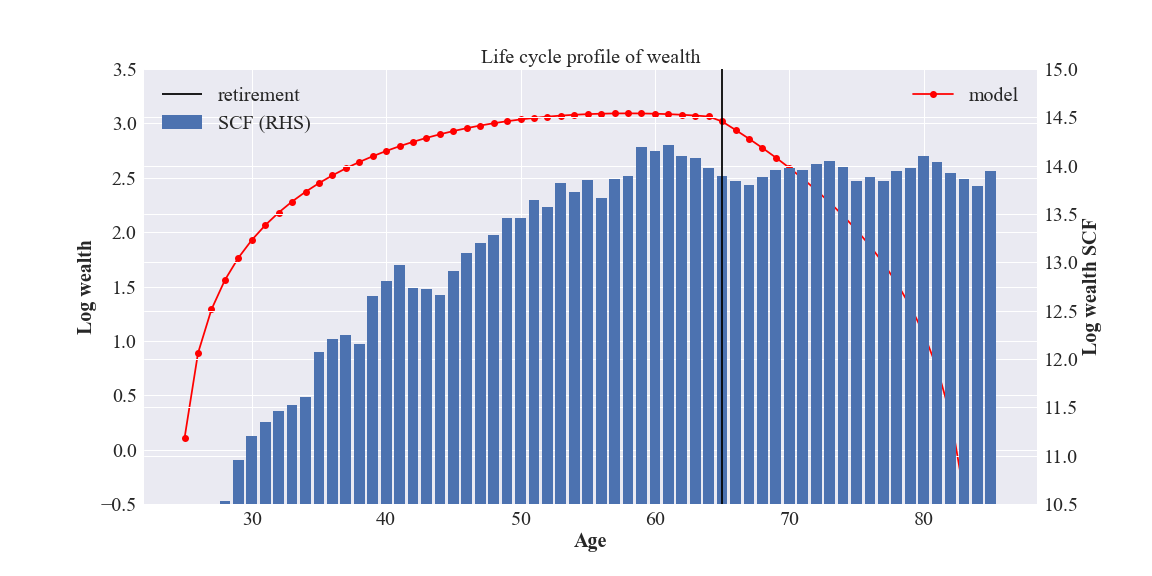 Life cycle profile of wealth
3.5
3.0
2.5
2.0
1.5
1.0
0.5
0.0
−0.5
Log wealth
retirement
SCF (RHS)
model
15.0
14.5
14.0
13.5
13.0
12.5
12.0
11.5
11.0
10.5
Log wealth SCF
30 40 50 60 70 80
Age